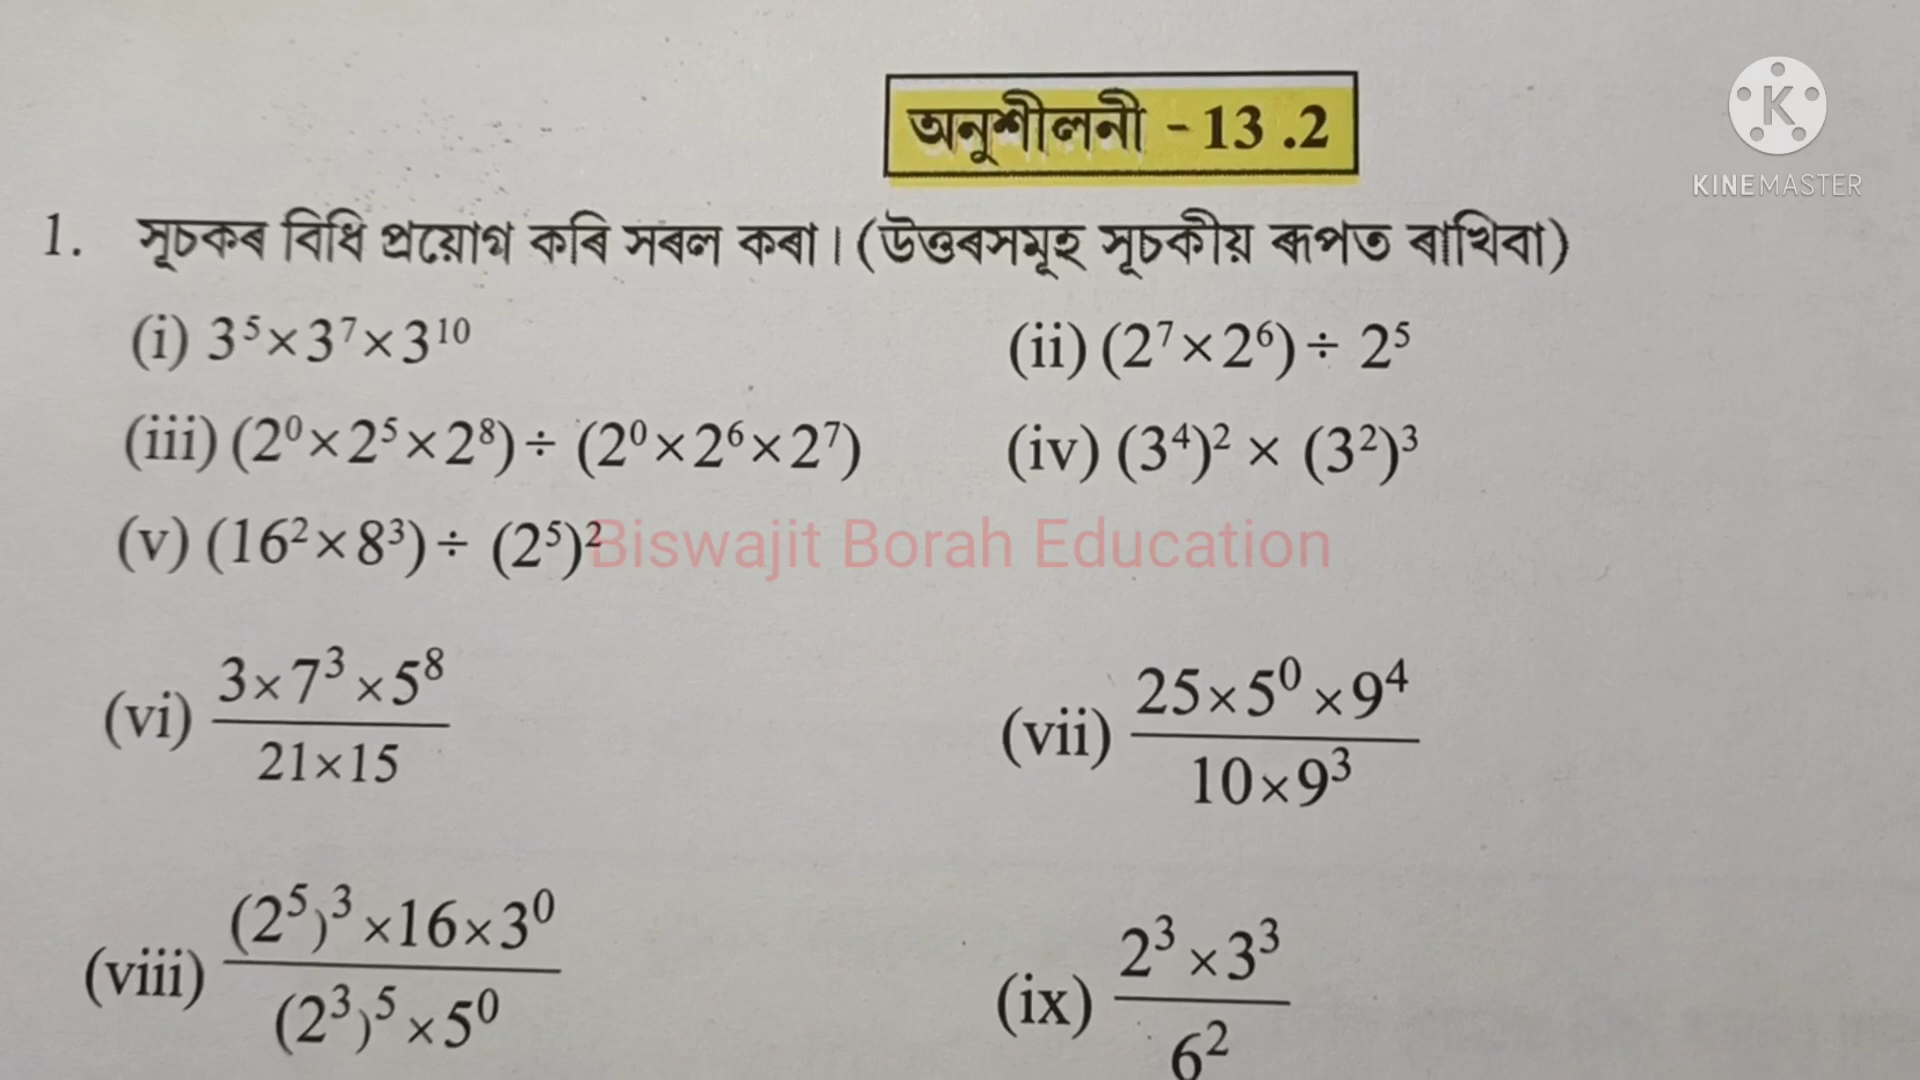 অনুশীলনী - 13 .2
KINEMASTER
1. সূচকৰ বিধি প্ৰয়োগ কৰি সৰল কৰা। (উত্তৰসমূহ সূচকীয় ৰূপত ৰাখিবা)
(i) 3⁵×3⁷×3¹⁰ (ii) (2⁷×2⁶)÷ 2⁵
(iii) (2⁰×2⁵×2⁸)÷ (2⁰×2⁶×2⁷) (iv) (3⁴)² × (3²)³
(v) (16²×8³)÷ (2⁵)²
Biswajit Borah Education
(vi) 3×7³×5⁸ / 21×15 (vii) 25×5⁰×9⁴ / 10×9³
(viii) (2⁵)³×16×3⁰ / (2³)⁵×5⁰ (ix) 2³×3³ / 6²